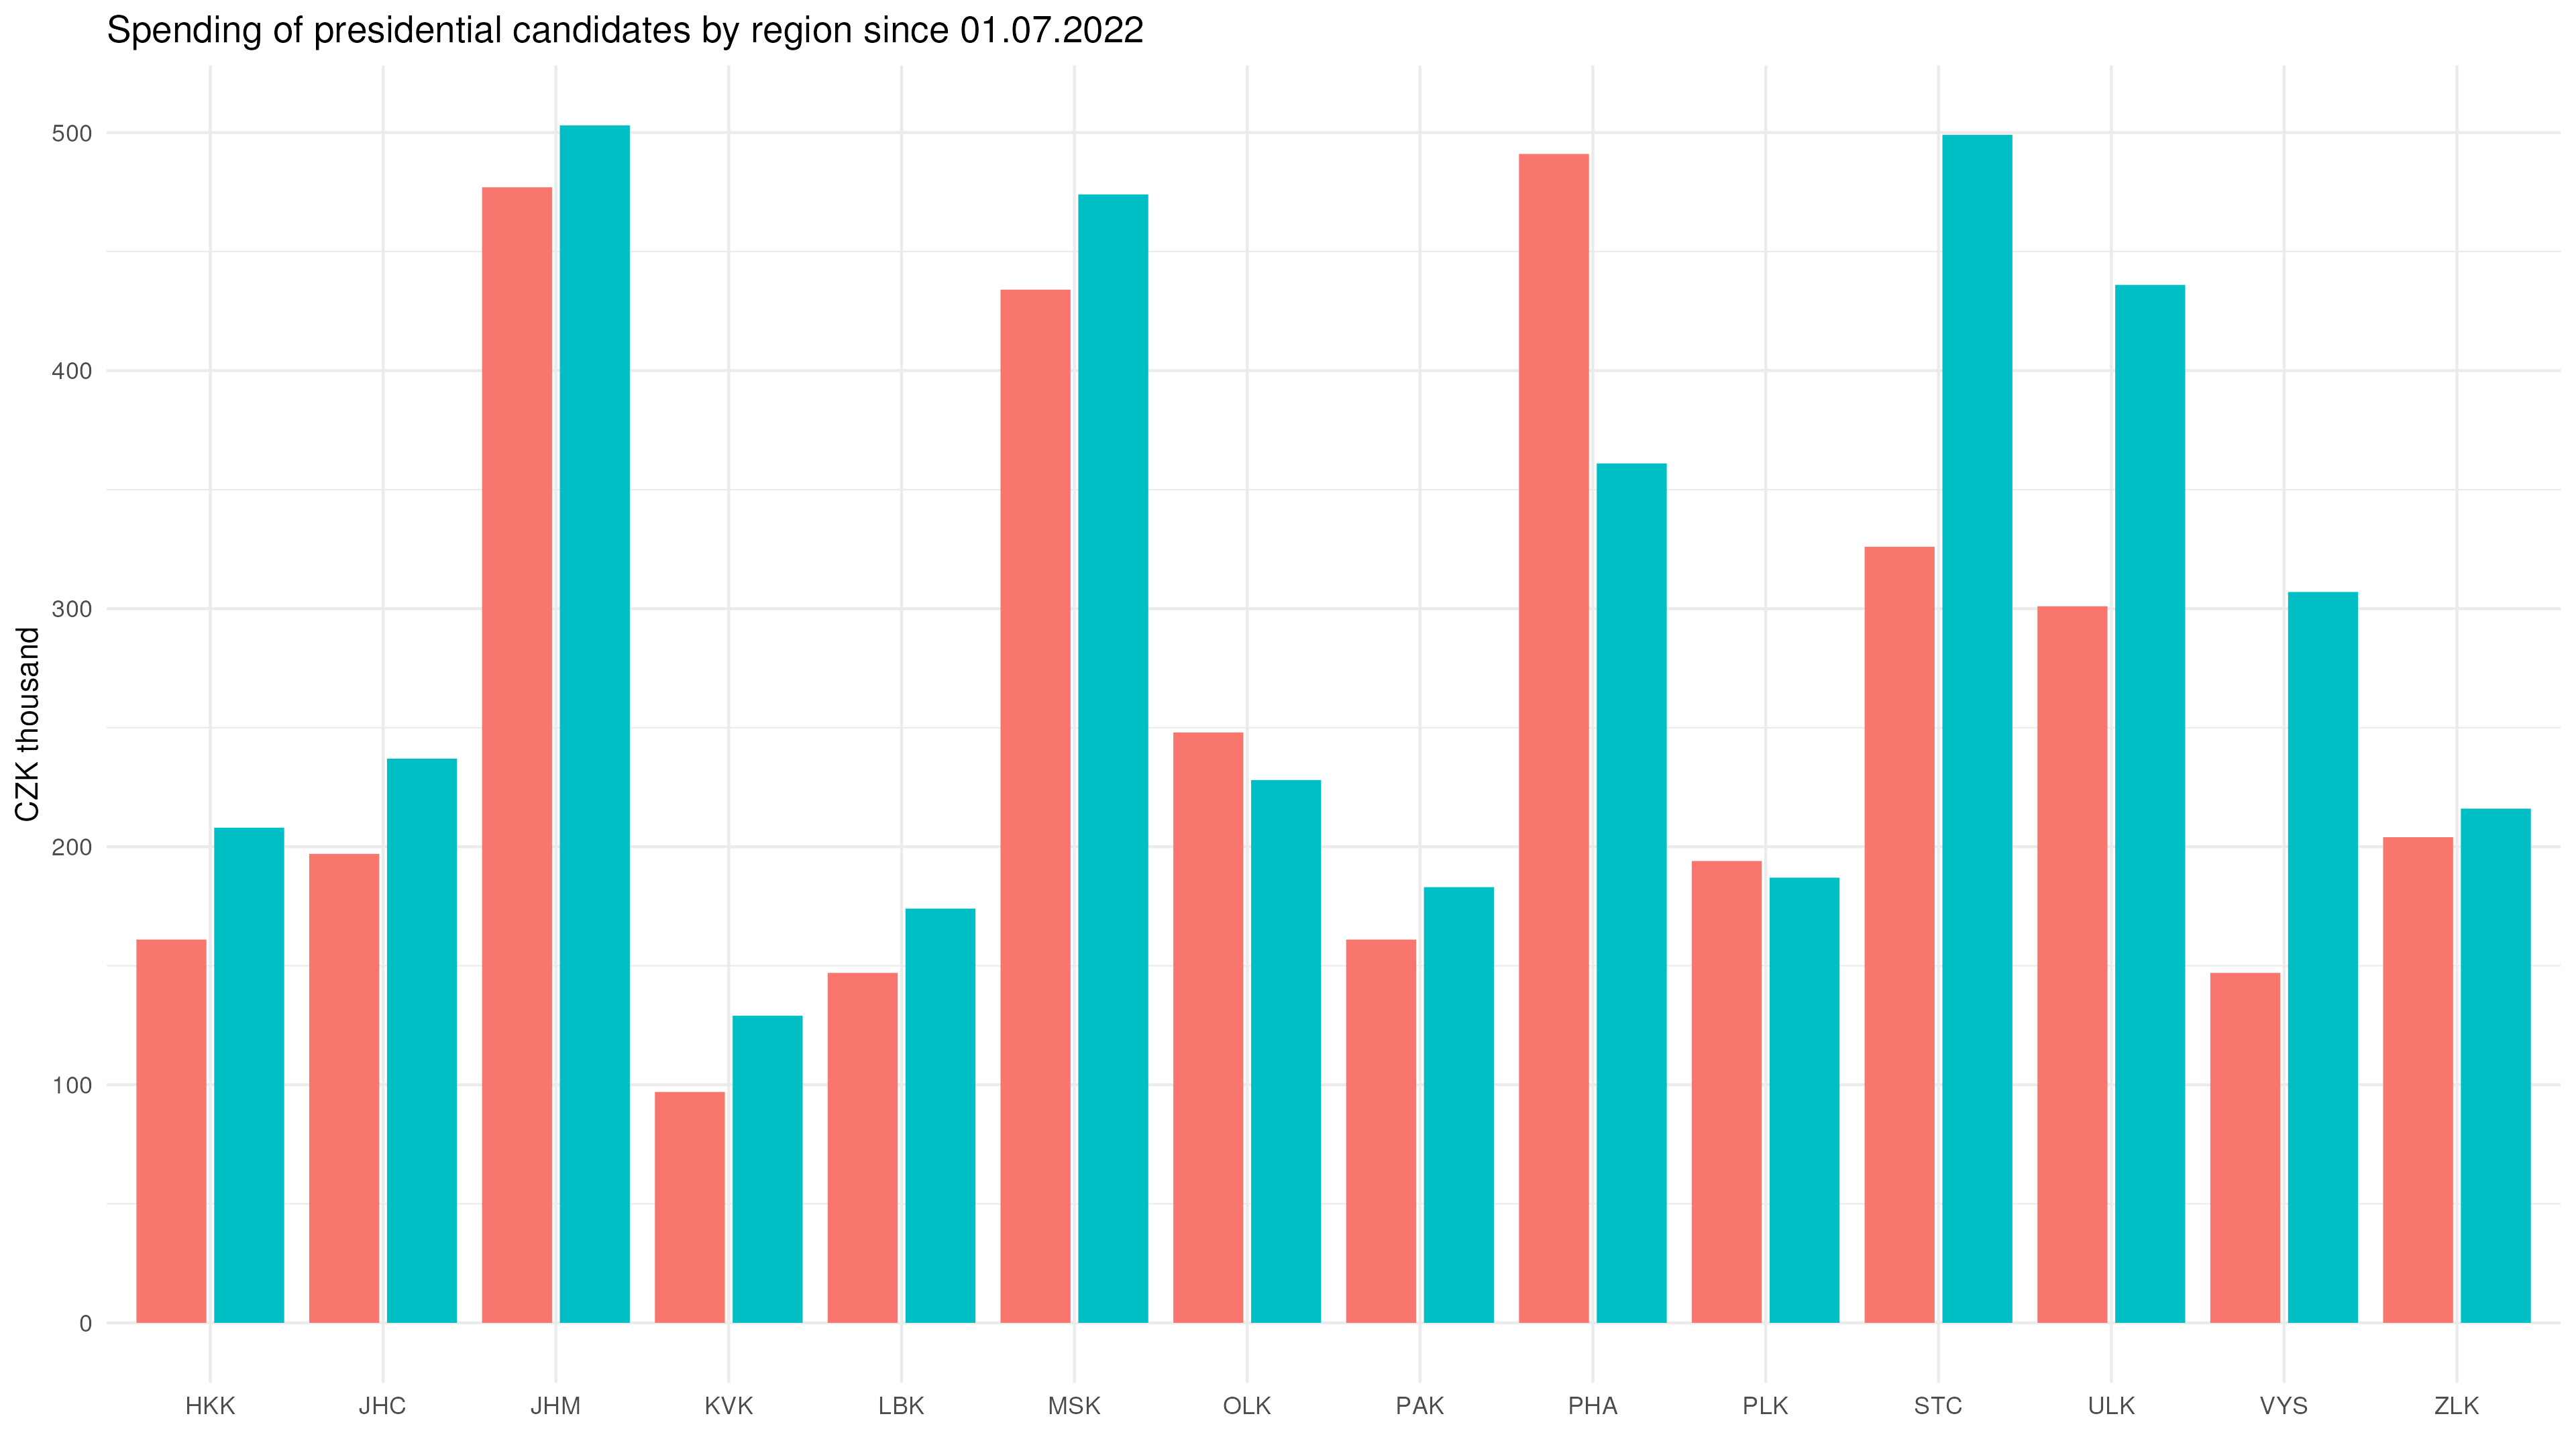 Spending of presidential candidates by region since 01.07.2022
CZK thousand
500
400
300
200
100
0
HKK JHC JHM KVK LBK MSK OLK PAK PHA PLK STC ULK VYS ZLK